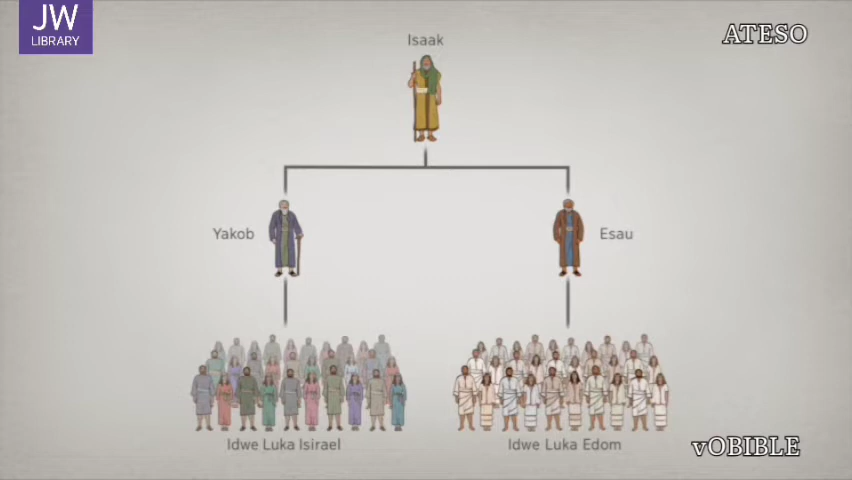 JW
LIBRARY
Isaak
ATESO
Yakob
Esau
Idwe Luka Isirael
Idwe Luka Edom
vOBIBLE